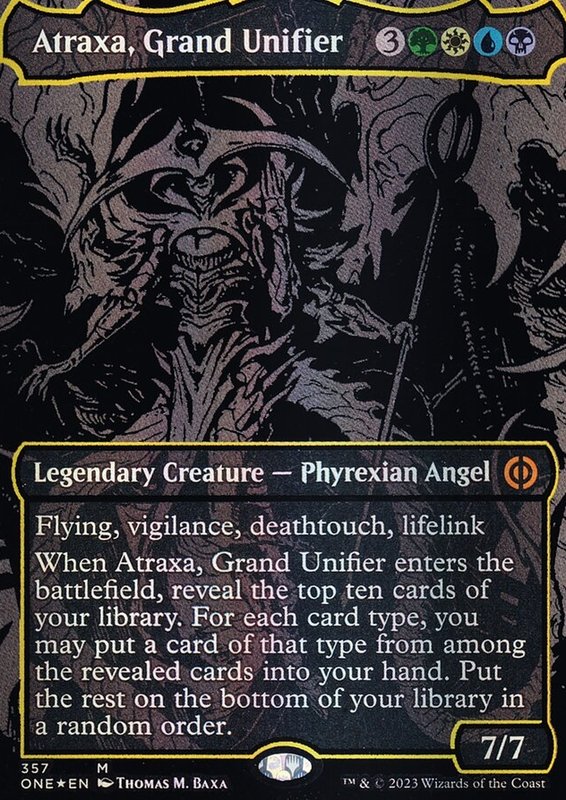 Atraxa, Grand Unifier 3
Legendary Creature — Phyrexian Angel
Flying, vigilance, deathtouch, lifelink
When Atraxa, Grand Unifier enters the
battlefield, reveal the top ten cards of
your library. For each card type, you
may put a card of that type from among
the revealed cards into your hand. Put
the rest on the bottom of your library in
a random order.
7/7
357 M
ONE★EN Thomas M. Baxa
™ & © 2023 Wizards of the Coast